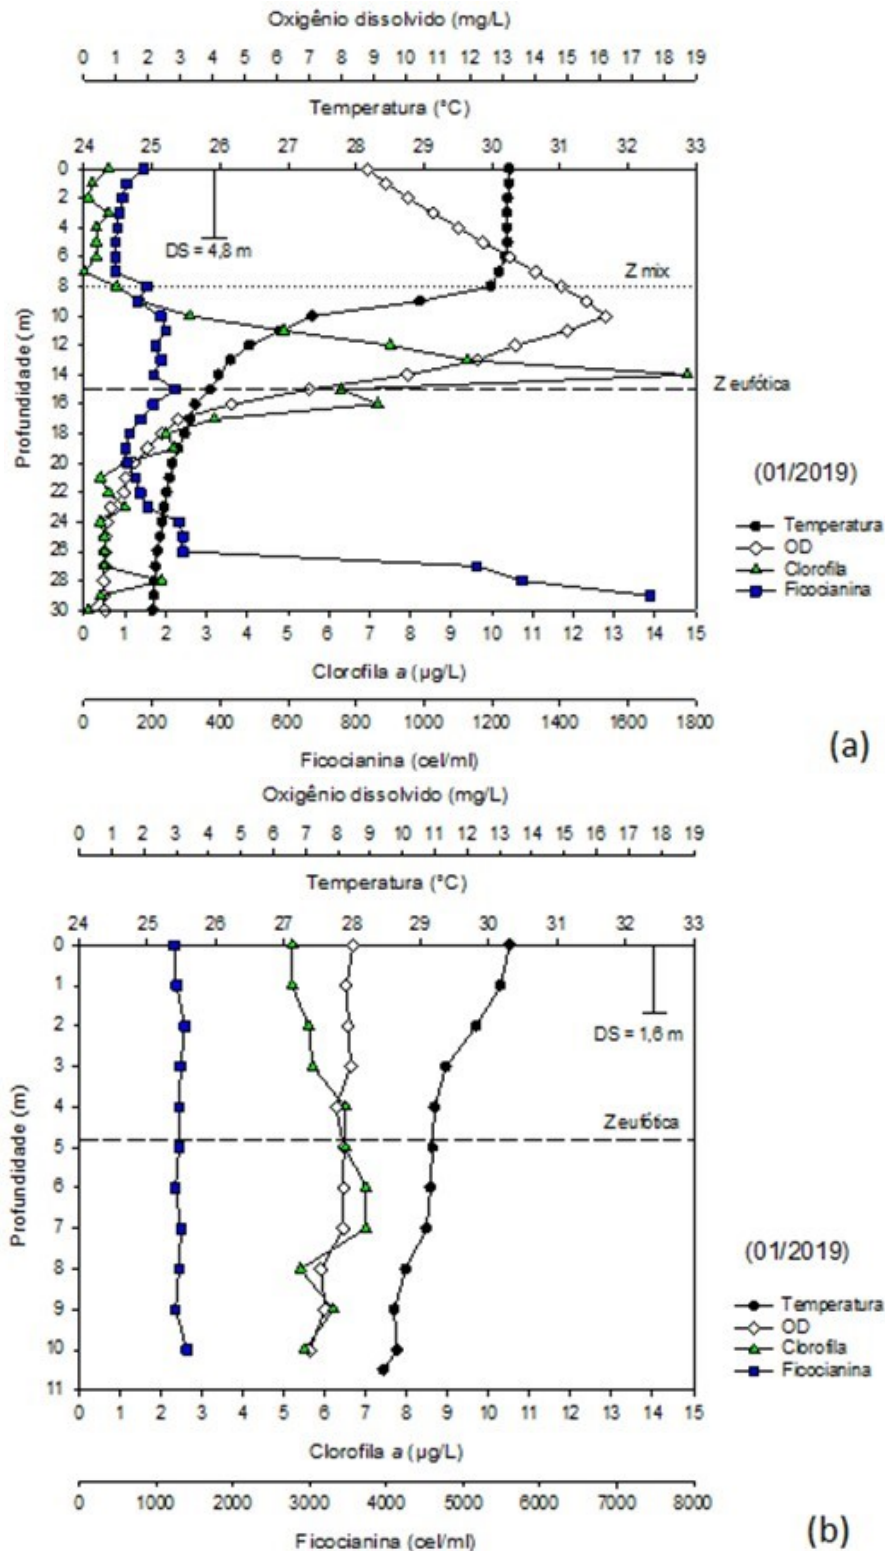 Oxigênio dissolvido (mg/L)
0 1 2 3 4 5 6 7 8 9 10 11 12 13 14 15 16 17 18 19
Temperatura (°C)
24 25 26 27 28 29 30 31 32 33
0
2
4
6
8
10
12
14
16
18
20
22
24
26
28
30
Profundidade (m)
DS = 4,8 m
Z mix
Z eufótica
(01/2019)
Temperatura
OD
Clorofila
Ficocianina
0 1 2 3 4 5 6 7 8 9 10 11 12 13 14 15
Clorofila a (µg/L)
0 200 400 600 800 1000 1200 1400 1600 1800
Ficocianina (cel/ml)
(a)
Oxigênio dissolvido (mg/L)
0 1 2 3 4 5 6 7 8 9 10 11 12 13 14 15 16 17 18 19
Temperatura (°C)
24 25 26 27 28 29 30 31 32 33
0
1
2
3
4
5
6
7
8
9
10
11
Profundidade (m)
DS = 1,6 m
Z eufótica
(01/2019)
Temperatura
OD
Clorofila
Ficocianina
0 1 2 3 4 5 6 7 8 9 10 11 12 13 14 15
Clorofila a (µg/L)
0 1000 2000 3000 4000 5000 6000 7000 8000
Ficocianina (cel/ml)
(b)